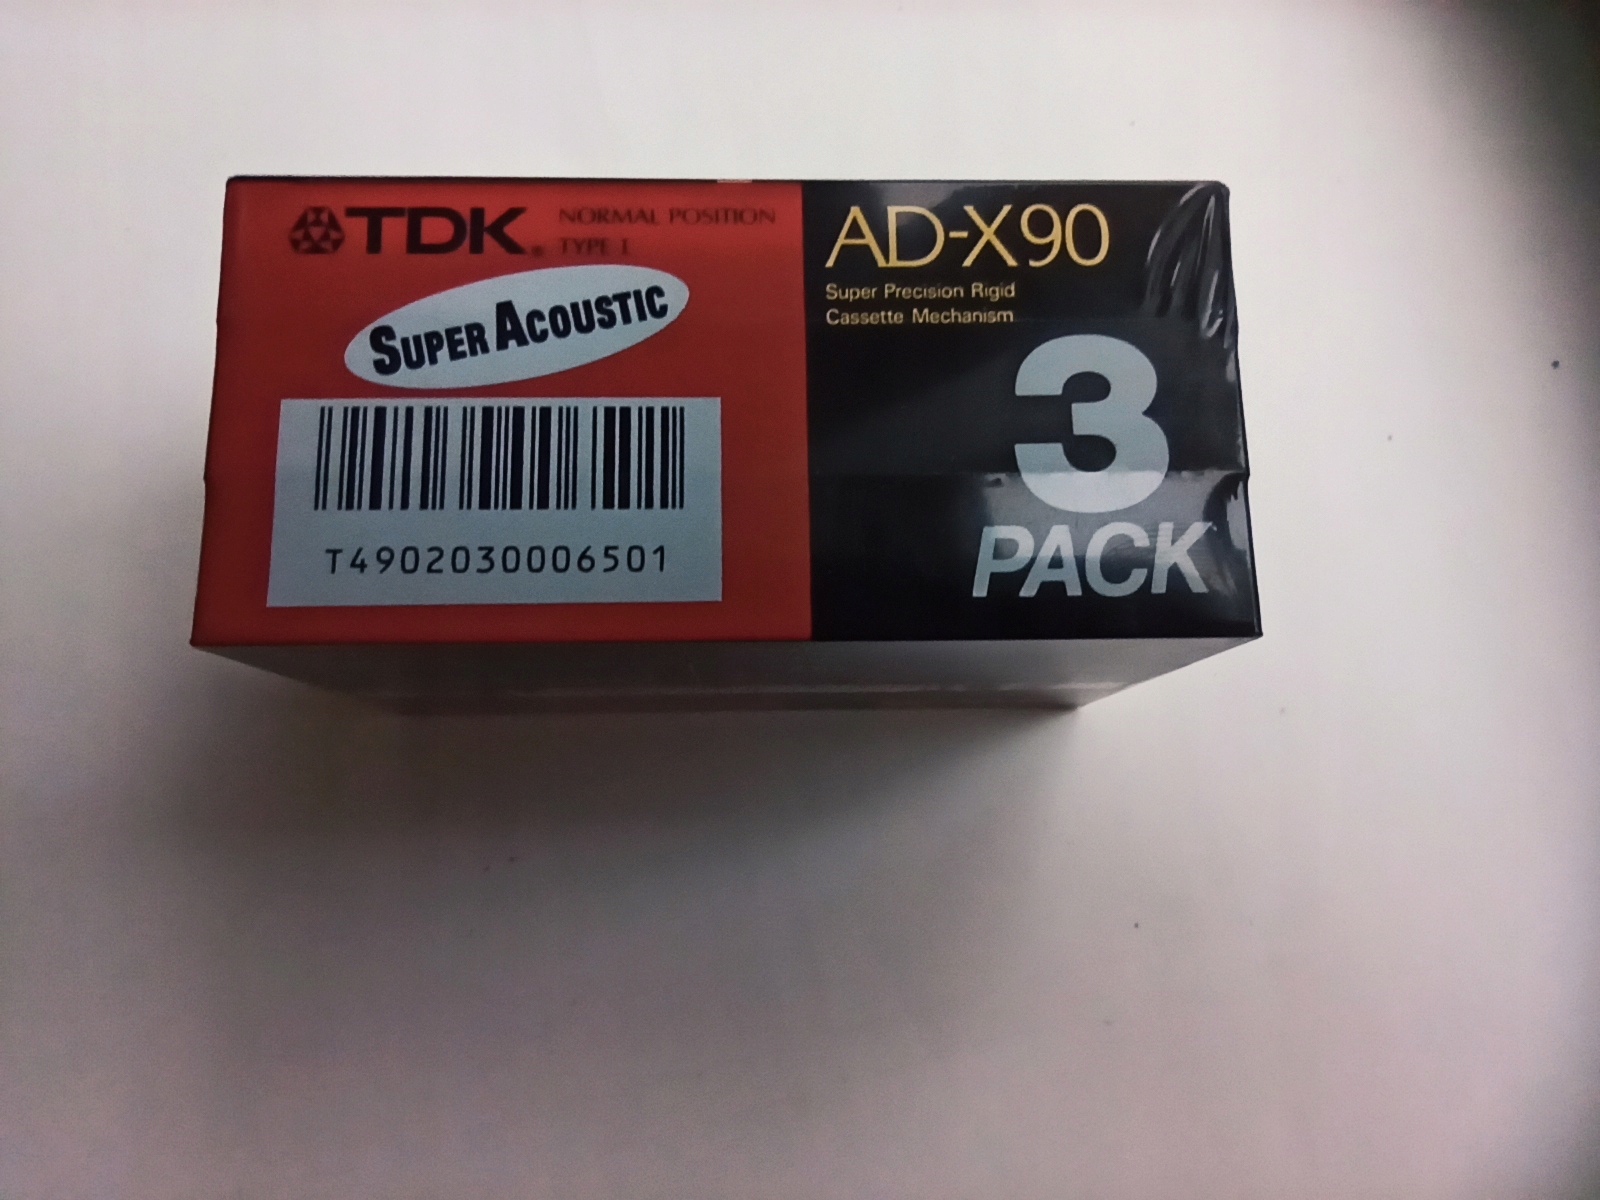 TDK® NORMAL POSITION
TYPE I
SUPER ACOUSTIC
T4902030006501
AD-X90
Super Precision Rigid
Cassette Mechanism
3
PACK